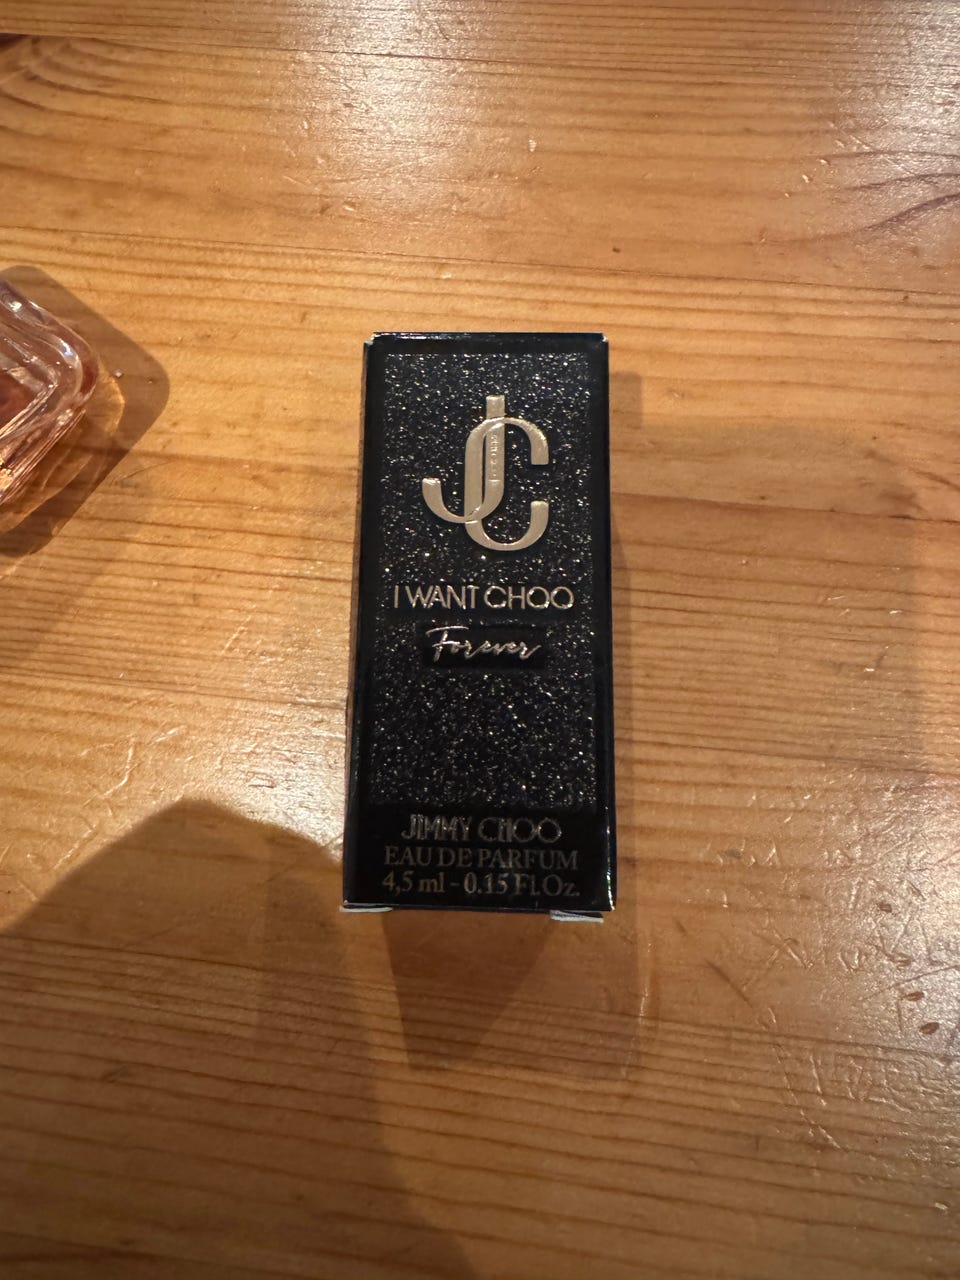 JC
I WANT CHOO
Forever
JIMMY CHOO
EAU DE PARFUM
4,5 ml - 0.15 Fl.Oz.